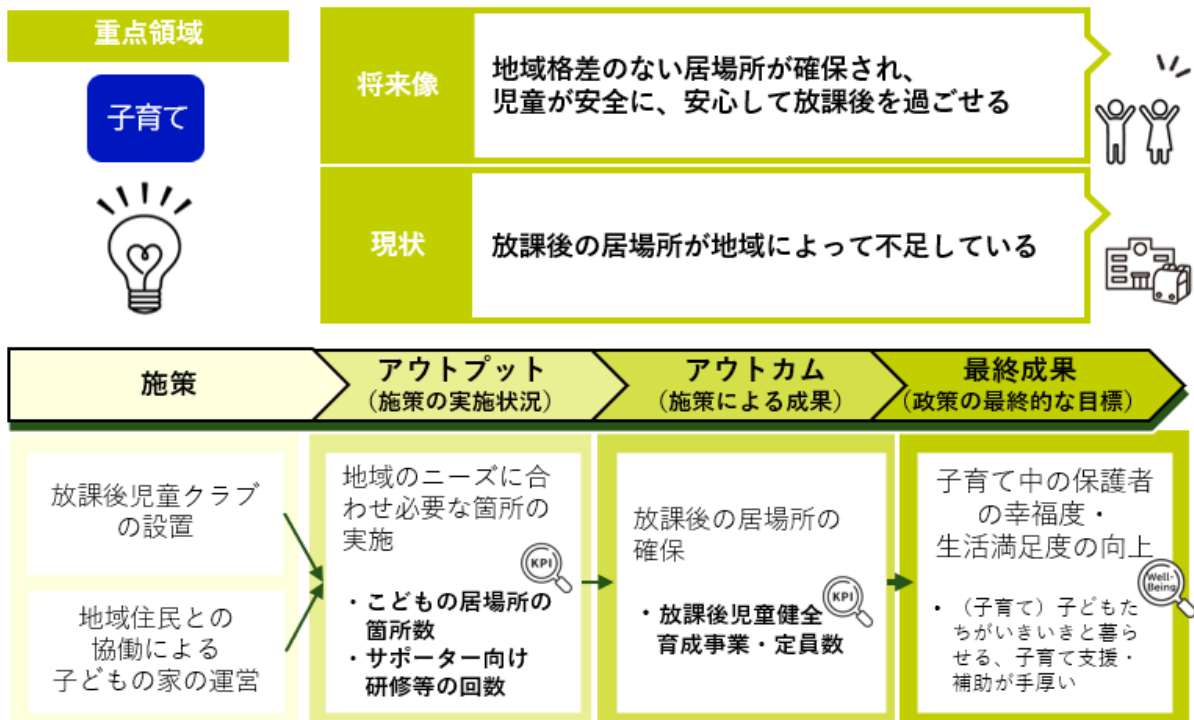 重点領域
子育て
将来像
地域格差のない居場所が確保され、
児童が安全に、安心して放課後を過ごせる
現状
放課後の居場所が地域によって不足している
施策
アウトプット
（施策の実施状況）
アウトカム
（施策による成果）
最終成果
（政策の最終的な目標）
放課後児童クラブ
の設置
地域住民との
協働による
子どもの家の運営
地域のニーズに合
わせ必要な箇所の
実施
KPI
・こどもの居場所の
箇所数
・サポーター向け
研修等の回数
放課後の居場所の
確保
KPI
・放課後児童健全
育成事業・定員数
子育て中の保護者
の幸福度・
生活満足度の向上
Well-
Being
・（子育て）子どもた
ちがいきいきと暮ら
せる、子育て支援・
補助が手厚い